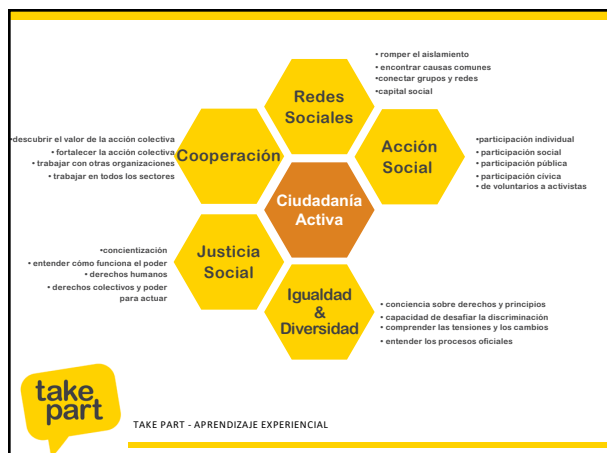 • romper el aislamiento
• encontrar causas comunes
•conectar grupos y redes
•capital social
Redes
Sociales
•descubrir el valor de la acción colectiva
• fortalecer la acción colectiva
• trabajar con otras organizaciones
• trabajar en todos los sectores
Cooperación
Acción
Social
•participación individual
• participación social
• participación pública
• participación cívica
• de voluntarios a activistas
Ciudadanía
Activa
•concientización
• entender cómo funciona el poder
• derechos humanos
• derechos colectivos y poder
para actuar
Justicia
Social
Igualdad
&
Diversidad
• conciencia sobre derechos y principios
• capacidad de desafiar la discriminación
• comprender las tensiones y los cambios
• entender los procesos oficiales
take
part
TAKE PART - APRENDIZAJE EXPERIENCIAL